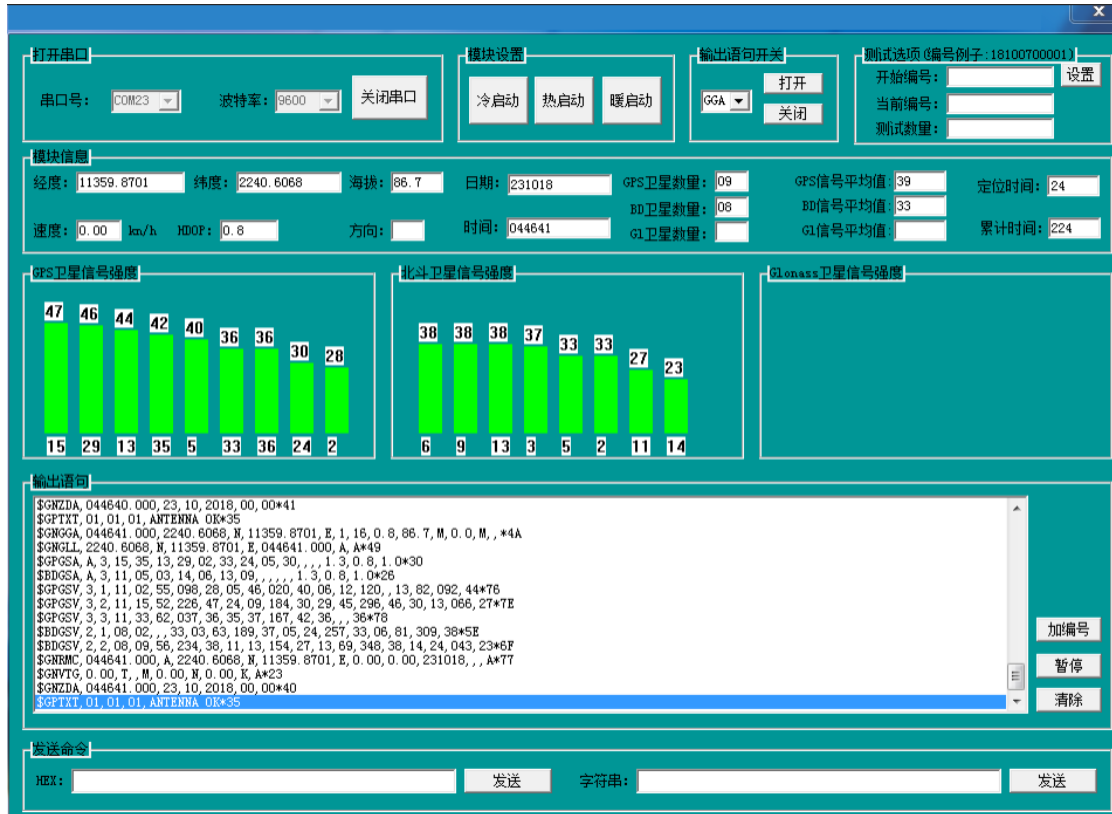 x
打开串口
串口号: COM23 波特率: 9600 关闭串口
模块设置
冷启动 热启动 暖启动
输出语句开关
GGA 打开
关闭
测试选项(编号例子:18100700001)
开始编号: 设置
当前编号:
测试数量:
模块信息
经度: 11359.8701 纬度: 2240.6068 海拔: 86.7 日期: 231018 GPS卫星数量: 09 GPS信号平均值: 39 定位时间: 24
BD卫星数量: 08 BD信号平均值: 33
速度: 0.00 km/h HDOP: 0.8 方向: 时间: 044641 G1卫星数量: G1信号平均值: 累计时间: 224
GPS卫星信号强度
47 46 44 42 40 36 36 30 28
15 29 13 35 5 33 36 24 2
北斗卫星信号强度
38 38 38 37 33 33 27 23
6 9 13 3 5 2 11 14
Glonass卫星信号强度
输出语句
$GNZDA,044640.000,23,10,2018,00,00*41
$GPTXT,01,01,01,ANTENNA OK*35
$GNGGA,044641.000,2240.6068,N,11359.8701,E,1,16,0.8,86.7,M,0.0,M,,*4A
$GNGLL,2240.6068,N,11359.8701,E,044641.000,A,A*49
$GPGSA,A,3,15,35,13,29,02,33,24,05,30,,,,1.3,0.8,1.0*30
$BDGSA,A,3,11,05,03,14,06,13,09,,,,,,1.3,0.8,1.0*26
$GPGSV,3,1,11,02,55,098,28,05,46,020,40,06,12,120,,13,82,092,44*76
$GPGSV,3,2,11,15,52,226,47,24,09,184,30,29,45,296,46,30,13,066,27*7E
$GPGSV,3,3,11,33,62,037,36,35,37,167,42,36,,,36*78
$BDGSV,2,1,08,02,,,33,03,63,189,37,05,24,257,33,06,81,309,38*5E
$BDGSV,2,2,08,09,56,234,38,11,13,154,27,13,69,348,38,14,24,043,23*6F
$GNRMC,044641.000,A,2240.6068,N,11359.8701,E,0.00,0.00,231018,,,A*77
$GNVTG,0.00,T,,M,0.00,N,0.00,K,A*23
$GNZDA,044641.000,23,10,2018,00,00*40
$GPTXT,01,01,01,ANTENNA OK*35
加编号
暂停
清除
发送命令
HEX: 发送 字符串: 发送